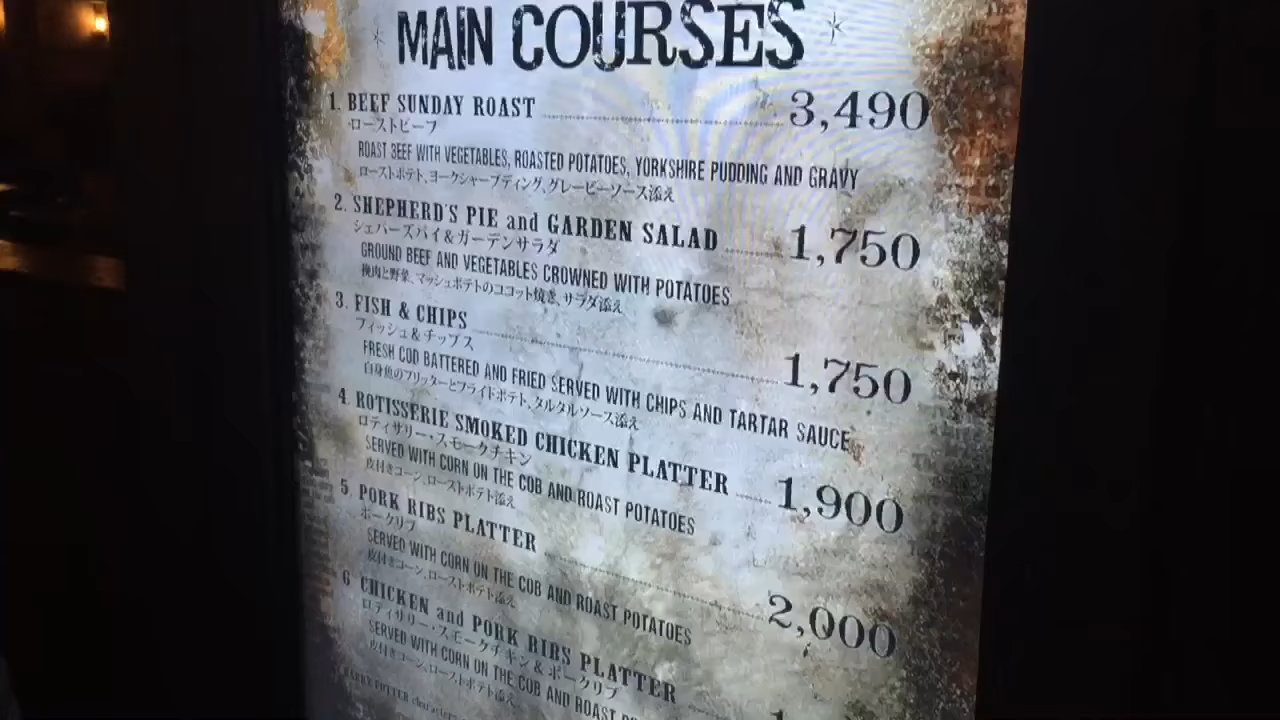 MAIN COURSES
1. BEEF SUNDAY ROAST 3,490
ローストビーフ
ROAST BEEF WITH VEGETABLES, ROASTED POTATOES, YORKSHIRE PUDDING AND GRAVY
ローストポテト、ヨークシャープディング、グレービーソース添え
2. SHEPHERD'S PIE and GARDEN SALAD 1,750
シェパーズパイ&ガーデンサラダ
GROUND BEEF AND VEGETABLES CROWNED WITH POTATOES
挽肉と野菜、マッシュポテトのココット焼き、サラダ添え
3. FISH & CHIPS 1,750
フィッシュ&チップス
FRESH COD BATTERED AND FRIED SERVED WITH CHIPS AND TARTAR SAUCE
白身魚のフリッターとフライドポテト、タルタルソース添え
4. ROTISSERIE SMOKED CHICKEN PLATTER 1,900
ロティサリー・スモークチキン
SERVED WITH CORN ON THE COB AND ROAST POTATOES
皮付きコーン、ローストポテト添え
5. PORK RIBS PLATTER 2,000
ポークリブ
SERVED WITH CORN ON THE COB AND ROAST POTATOES
皮付きコーン、ローストポテト添え
6 CHICKEN and PORK RIBS PLATTER
ロティサリー・スモークチキン&ポークリブ
SERVED WITH CORN ON THE COB AND ROAST
皮付きコーン、ローストポテト添え
HARRY POTTER characters